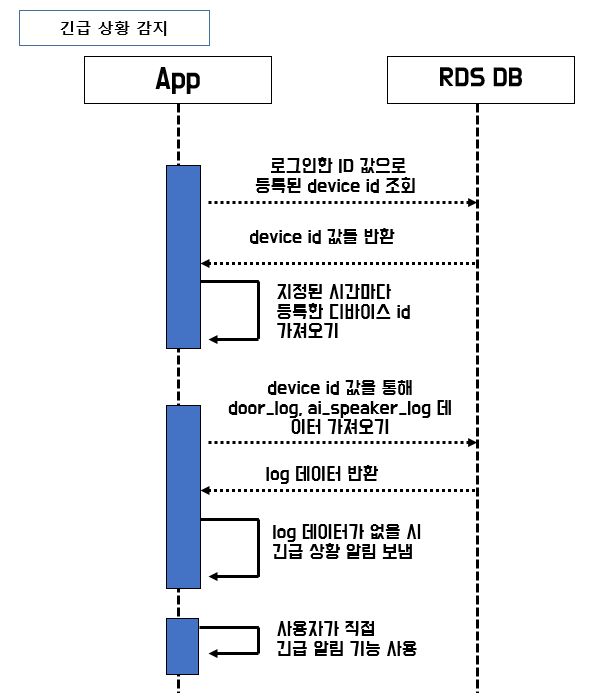 긴급 상황 감지
App
RDS DB
로그인한 ID 값으로
등록된 device id 조회
device id 값들 반환
지정된 시간마다
등록한 디바이스 id
가져오기
device id 값을 통해
door_log, ai_speaker_log 데
이터 가져오기
log 데이터 반환
log 데이터가 없을 시
긴급 상황 알림 보냄
사용자가 직접
긴급 알림 기능 사용